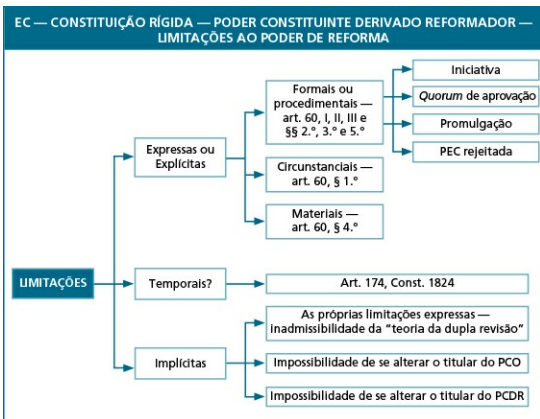 EC — CONSTITUIÇÃO RÍGIDA — PODER CONSTITUINTE DERIVADO REFORMADOR —
LIMITAÇÕES AO PODER DE REFORMA
LIMITAÇÕES
Expressas ou
Explícitas
Formais ou
procedimentais —
art. 60, I, II, III e
§§ 2.º, 3.º e 5.º
Iniciativa
Quorum de aprovação
Promulgação
PEC rejeitada
Circunstanciais —
art. 60, § 1.º
Materiais —
art. 60, § 4.º
Temporais?
Art. 174, Const. 1824
Implícitas
As próprias limitações expressas —
inadmissibilidade da “teoria da dupla revisão”
Impossibilidade de se alterar o titular do PCO
Impossibilidade de se alterar o titular do PCDR